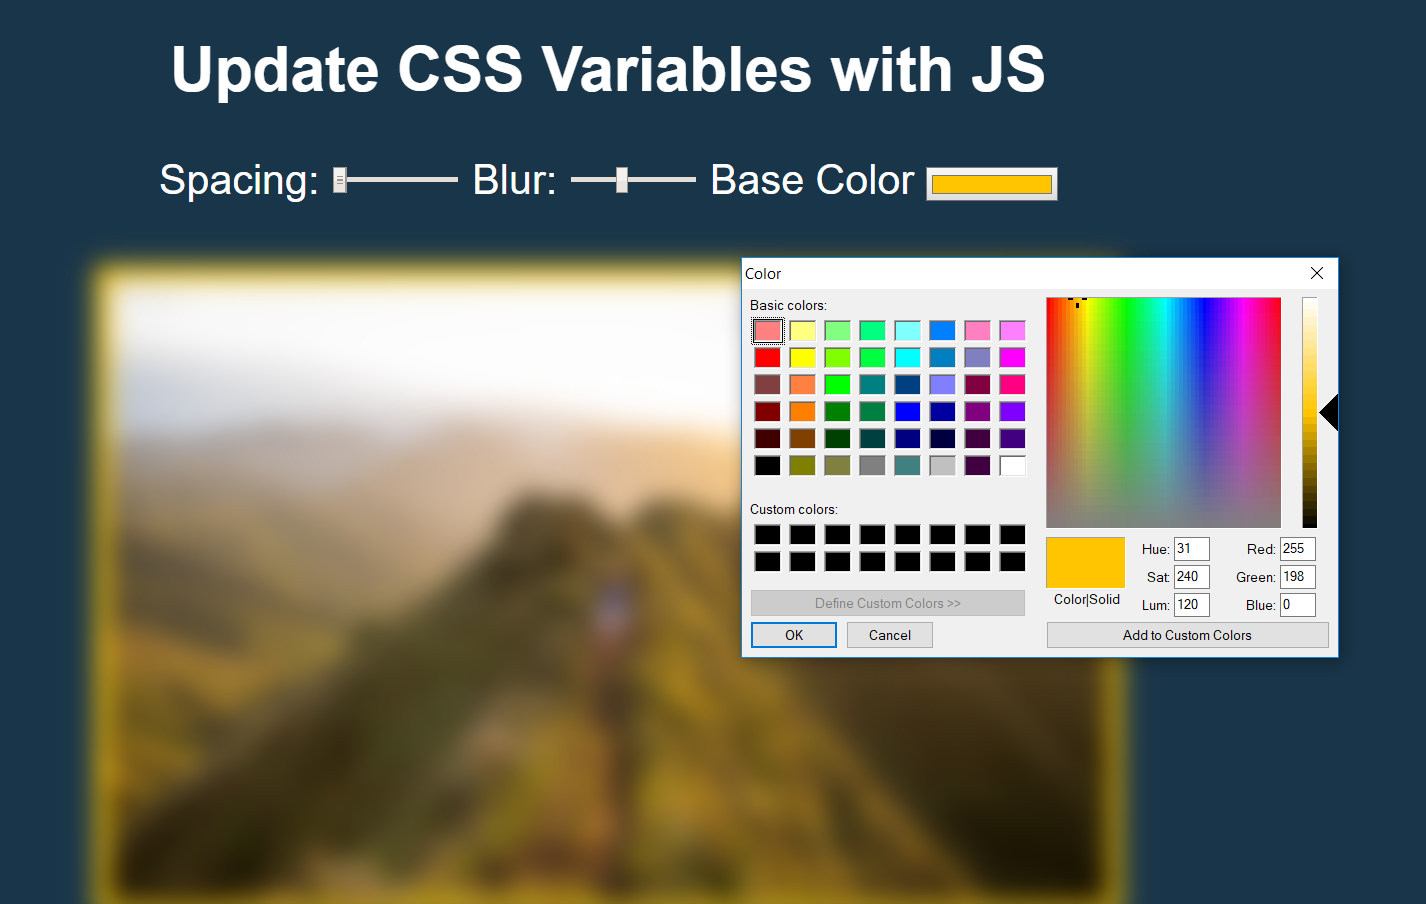 Update CSS Variables with JS
Spacing: Blur: Base Color
Color
Basic colors:
Custom colors:
Define Custom Colors >>
OK Cancel
Hue: 31 Red: 255
Sat: 240 Green: 198
Color|Solid
Lum: 120 Blue: 0
Add to Custom Colors